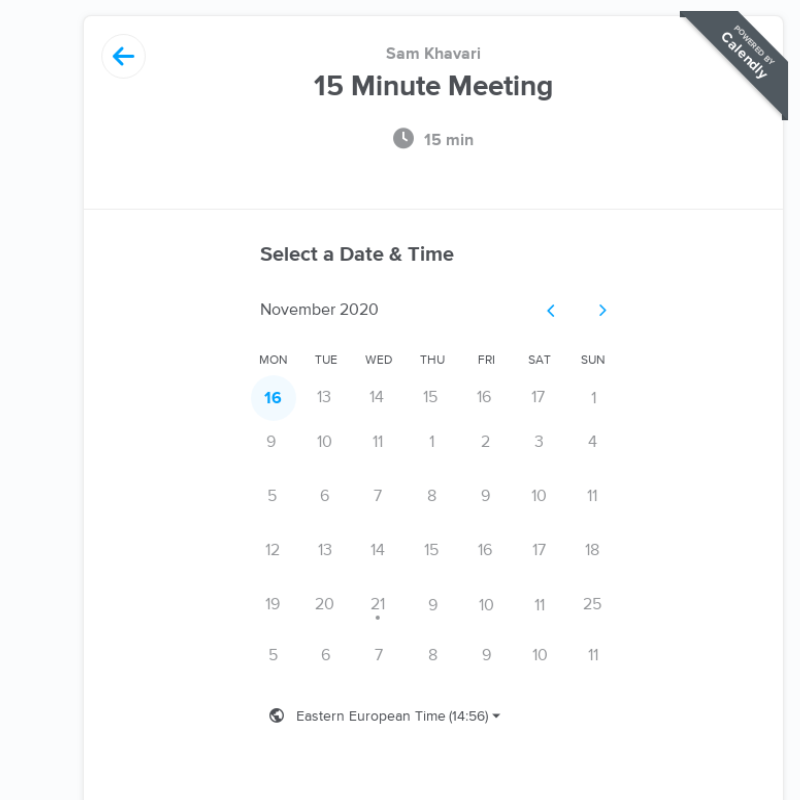 POWERED BY
Calendly
Sam Khavari
15 Minute Meeting
15 min
Select a Date & Time
November 2020
MON TUE WED THU FRI SAT SUN
16 13 14 15 16 17 1
9 10 11 1 2 3 4
5 6 7 8 9 10 11
12 13 14 15 16 17 18
19 20 21 9 10 11 25
5 6 7 8 9 10 11
Eastern European Time (14:56)